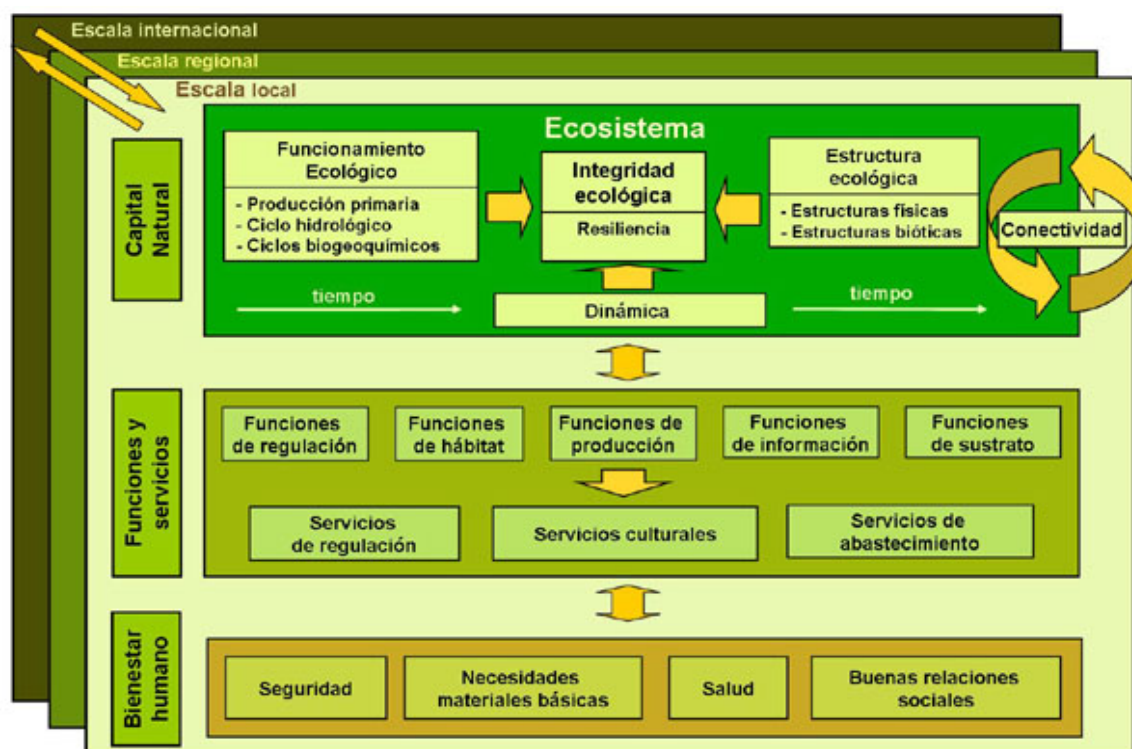 Escala internacional
Escala regional
Escala local
Capital
Natural
Ecosistema
Funcionamiento
Ecológico
- Producción primaria
- Ciclo hidrológico
- Ciclos biogeoquímicos
Integridad
ecológica
Resiliencia
Estructura
ecológica
- Estructuras físicas
- Estructuras bióticas
Conectividad
tiempo
Dinámica
tiempo
Funciones y
servicios
Funciones
de regulación
Funciones
de hábitat
Funciones de
producción
Funciones
de información
Funciones
de sustrato
Servicios
de regulación
Servicios culturales
Servicios de
abastecimiento
Bienestar
humano
Seguridad
Necesidades
materiales básicas
Salud
Buenas relaciones
sociales